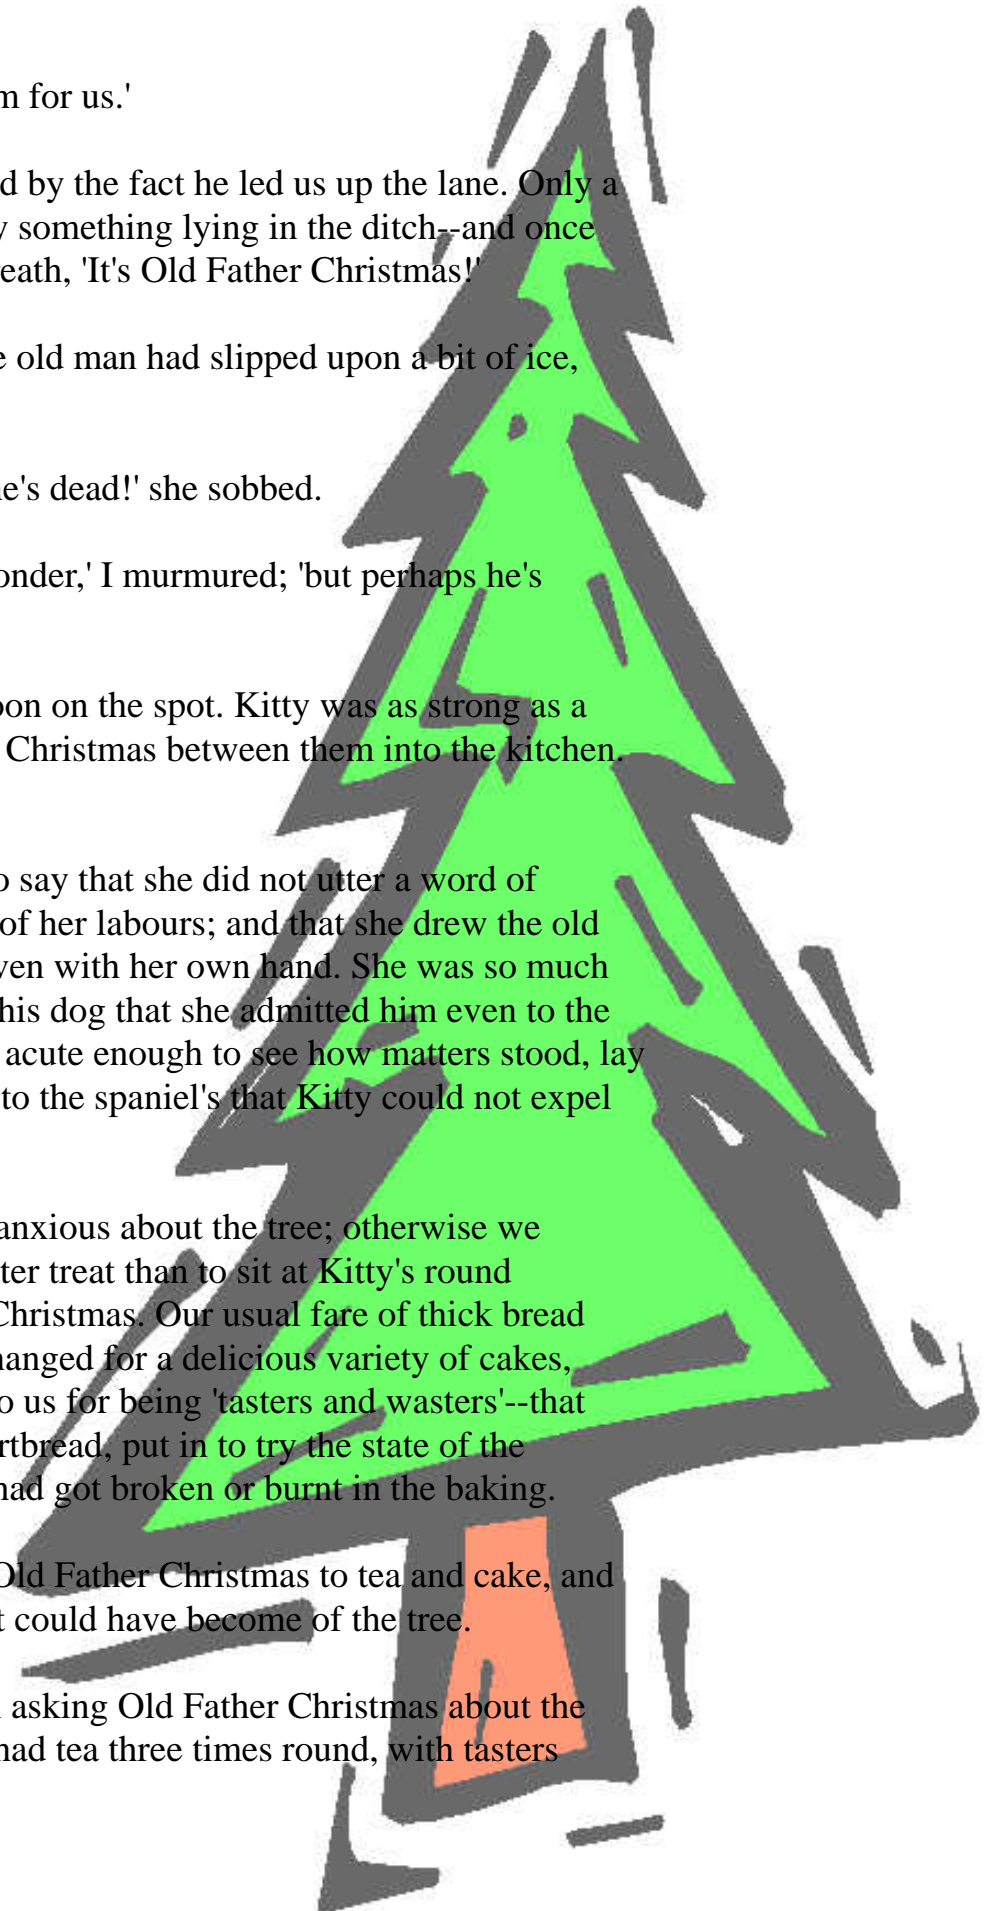 m for us.'
d by the fact he led us up the lane. Only a
y something lying in the ditch--and once
eath, 'It's Old Father Christmas!'
e old man had slipped upon a bit of ice,
he's dead!' she sobbed.
onder,' I murmured; 'but perhaps he's
oon on the spot. Kitty was as strong as a
Christmas between them into the kitchen.
o say that she did not utter a word of
of her labours; and that she drew the old
ven with her own hand. She was so much
his dog that she admitted him even to the
acute enough to see how matters stood, lay
to the spaniel's that Kitty could not expel
anxious about the tree; otherwise we
ter treat than to sit at Kitty's round
Christmas. Our usual fare of thick bread
hanged for a delicious variety of cakes,
o us for being 'tasters and wasters'--that
rtbread, put in to try the state of the
had got broken or burnt in the baking.
Old Father Christmas to tea and cake, and
t could have become of the tree.
asking Old Father Christmas about the
had tea three times round, with tasters